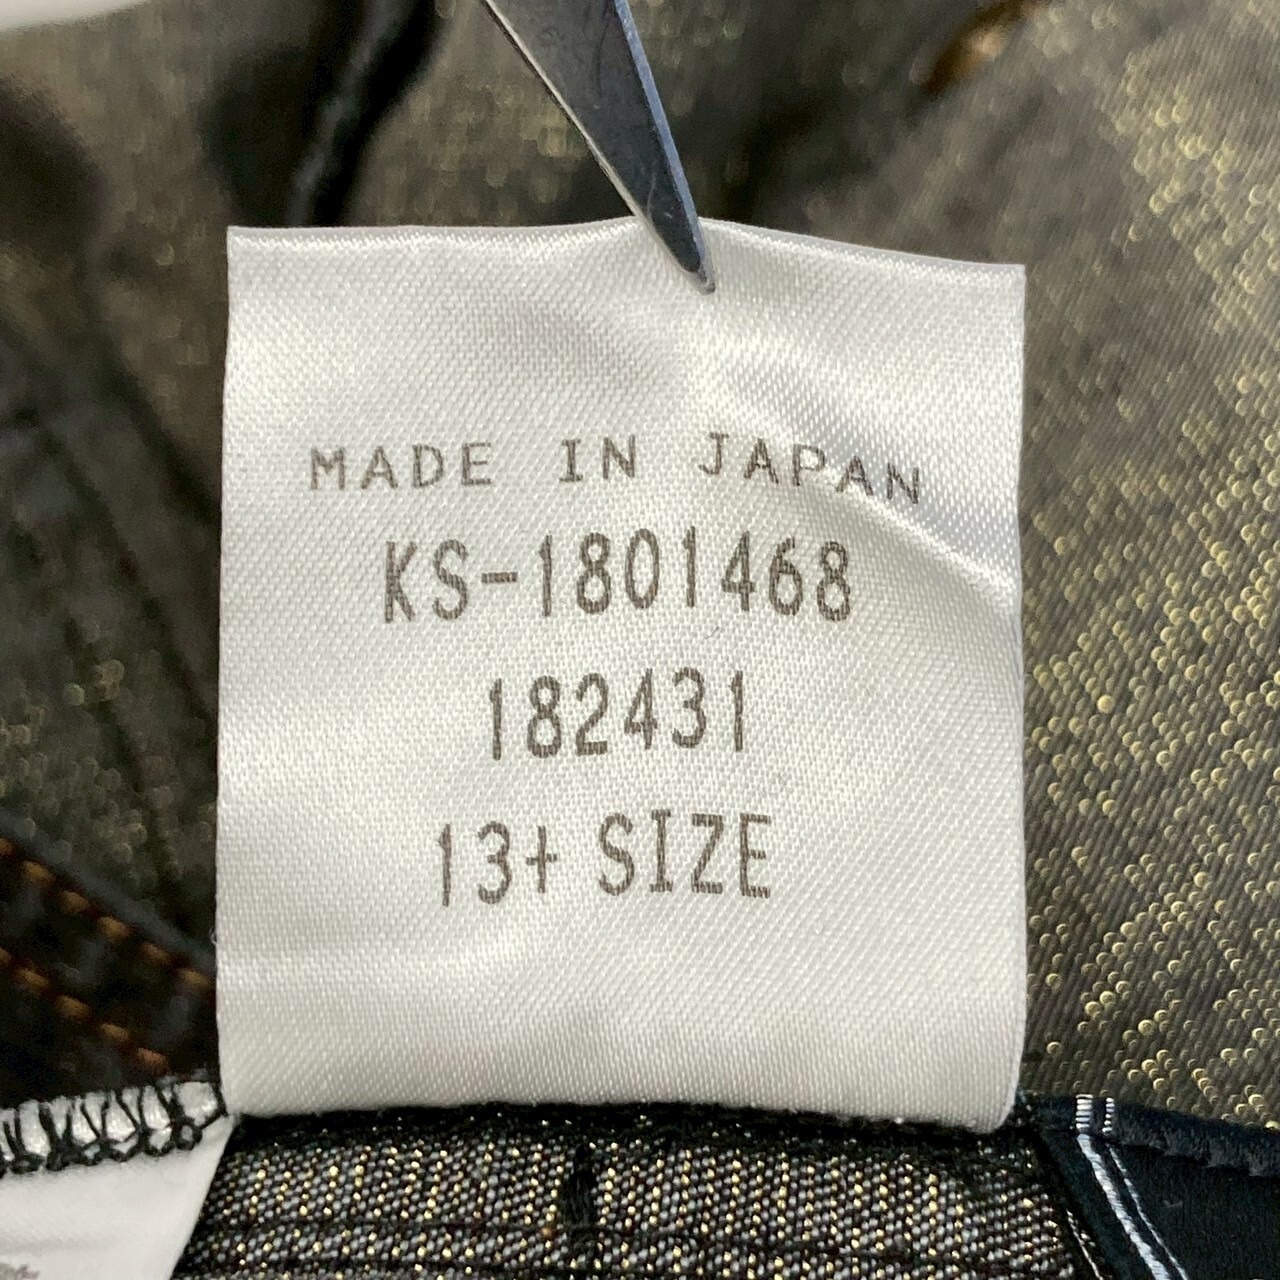 MADE IN JAPAN
KS-1801468
182431
13+ SIZE